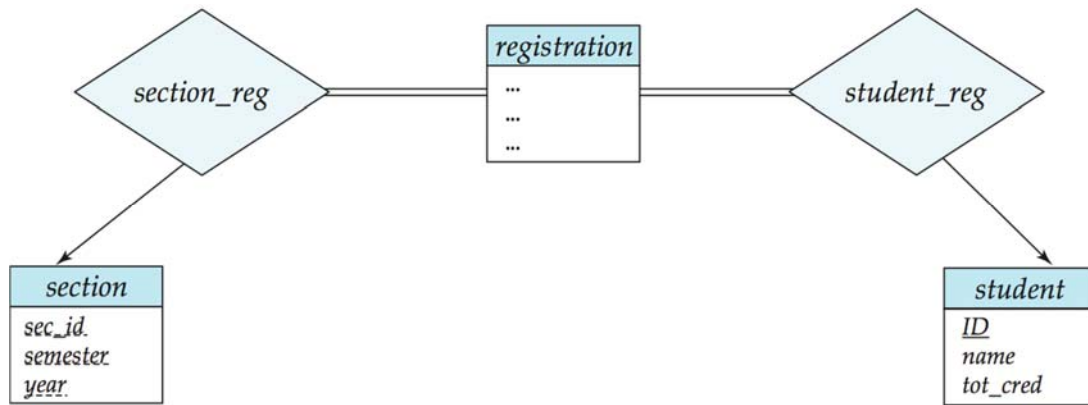 section_reg
registration
...
...
...
student_reg
section
sec_id
semester
year
student
ID
name
tot_cred